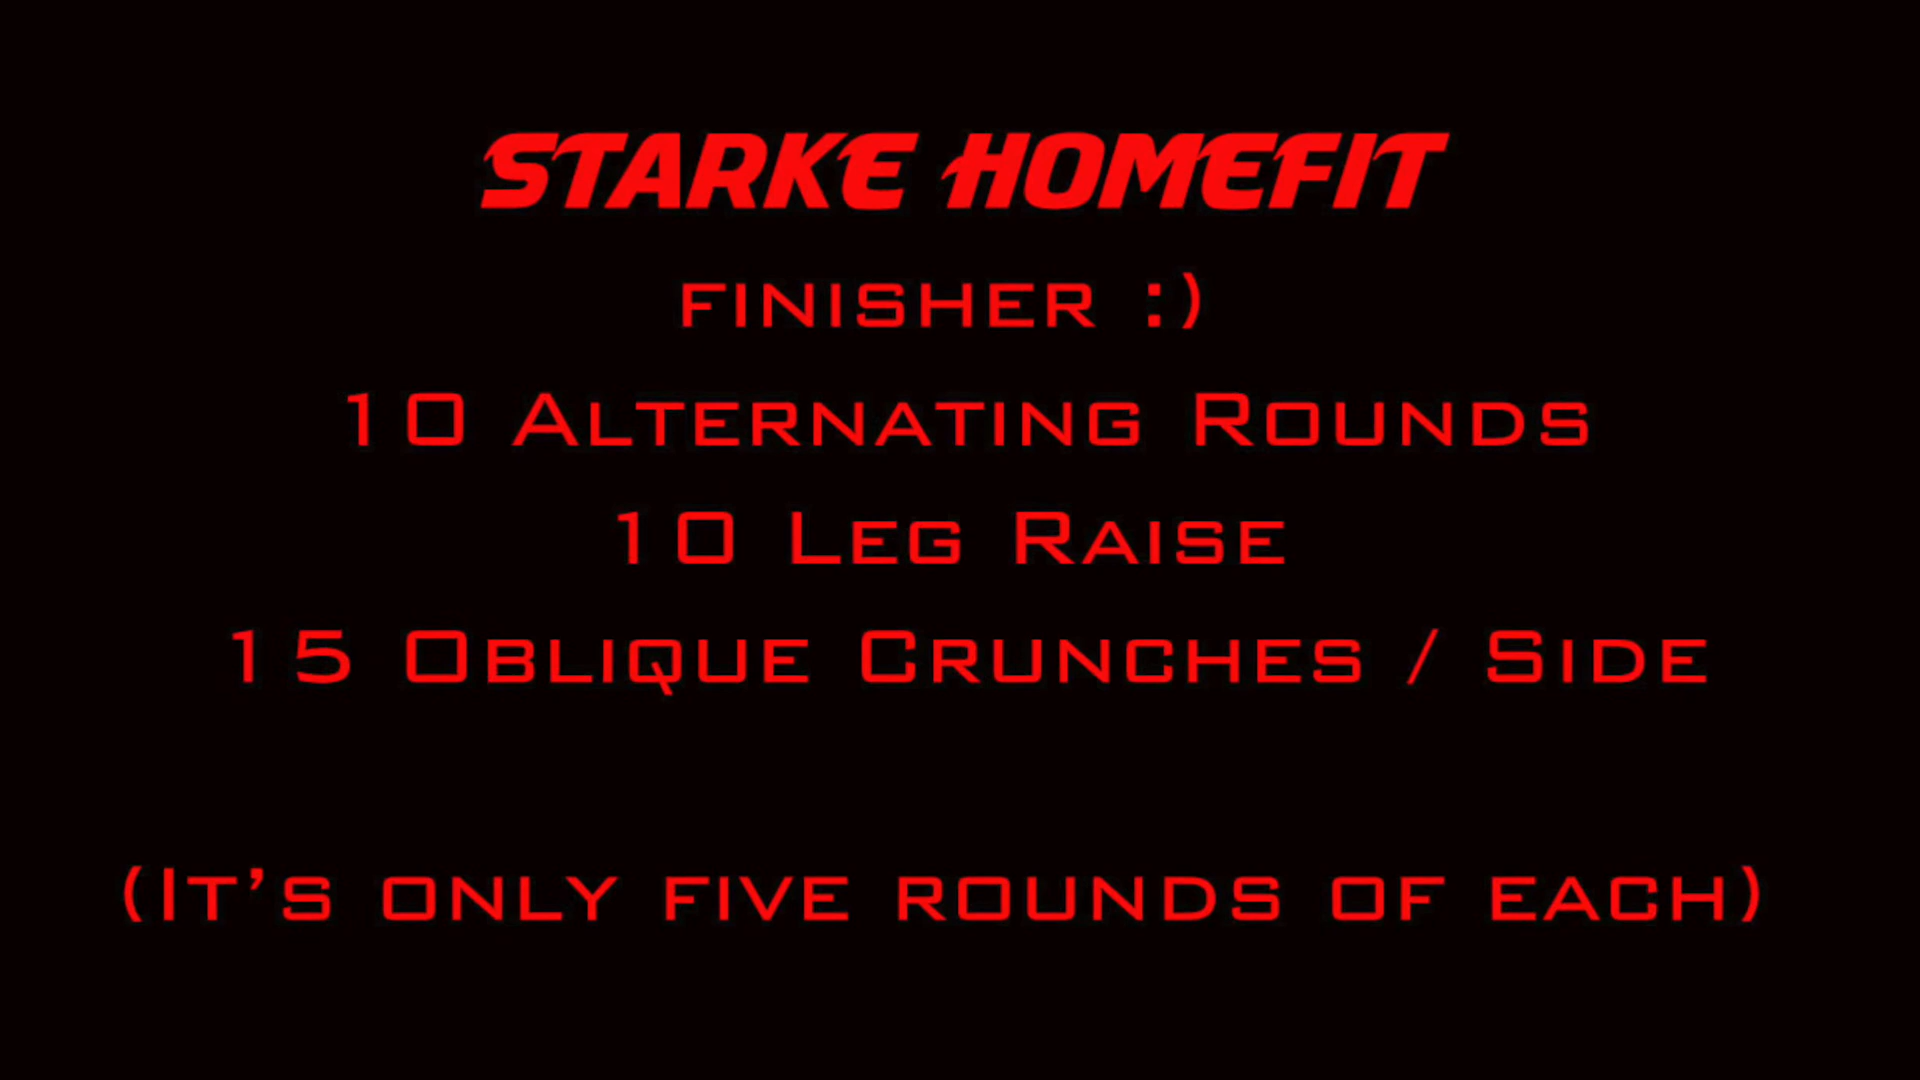 STARKE HOMEFIT
FINISHER :)
10 ALTERNATING ROUNDS
10 LEG RAISE
15 OBLIQUE CRUNCHES / SIDE
(IT'S ONLY FIVE ROUNDS OF EACH)